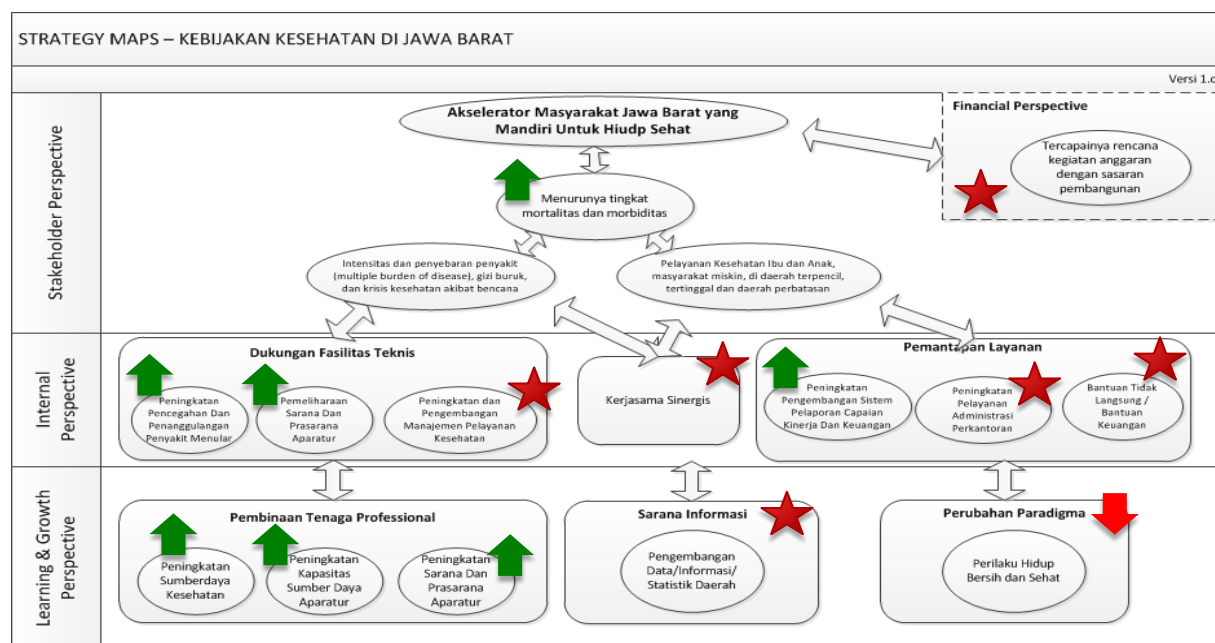 STRATEGY MAPS – KEBIJAKAN KESEHATAN DI JAWA BARAT
Versi 1.c
Stakeholder Perspective
Akselerator Masyarakat Jawa Barat yang
Mandiri Untuk Hiudp Sehat
Financial Perspective
Tercapainya rencana
kegiatan anggaran
dengan sasaran
pembangunan
Menurunya tingkat
mortalitas dan morbiditas
Intensitas dan penyebaran penyakit
(multiple burden of disease), gizi buruk,
dan krisis kesehatan akibat bencana
Pelayanan Kesehatan Ibu dan Anak,
masyarakat miskin, di daerah terpencil,
tertinggal dan daerah perbatasan
Internal
Perspective
Dukungan Fasilitas Teknis
Peningkatan
Pencegahan Dan
Penanggulangan
Penyakit Menular
Pemeliharaan
Sarana Dan
Prasarana
Aparatur
Peningkatan dan
Pengembangan
Manajemen Pelayanan
Kesehatan
Kerjasama Sinergis
Pemantapan Layanan
Peningkatan
Pengembangan Sistem
Pelaporan Capaian
Kinerja Dan Keuangan
Peningkatan
Pelayanan
Administrasi
Perkantoran
Bantuan Tidak
Langsung /
Bantuan
Keuangan
Learning & Growth
Perspective
Pembinaan Tenaga Professional
Peningkatan
Sumberdaya
Kesehatan
Peningkatan
Kapasitas
Sumber Daya
Aparatur
Peningkatan
Sarana Dan
Prasarana
Aparatur
Sarana Informasi
Pengembangan
Data/Informasi/
Statistik Daerah
Perubahan Paradigma
Perilaku Hidup
Bersih dan Sehat